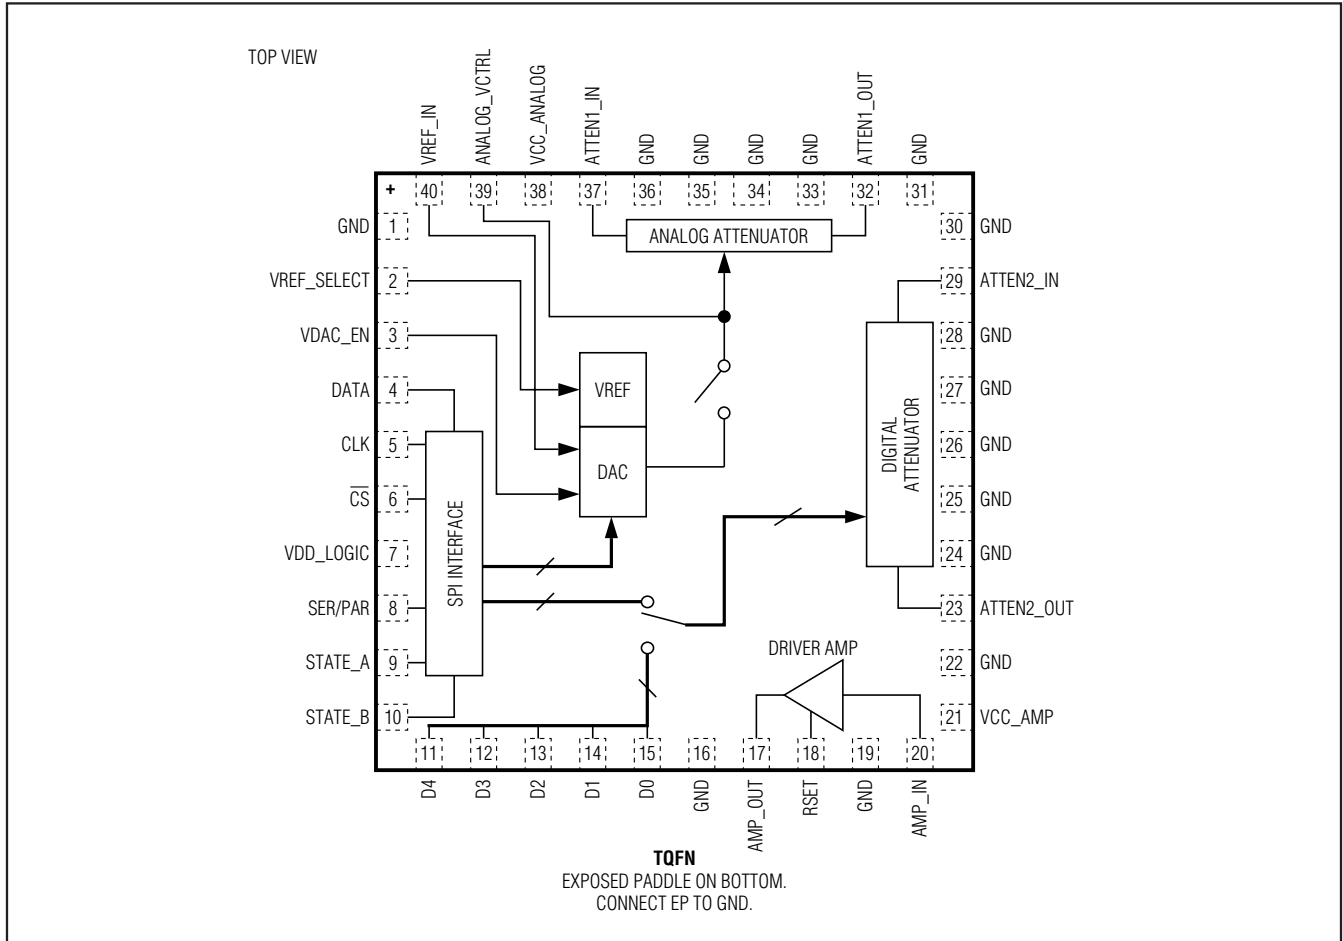 TOP VIEW
VREF_IN
ANALOG_VCTRL
VCC_ANALOG
ATTEN1_IN
GND
GND
GND
GND
ATTEN1_OUT
GND
+
40
39
38
37
36
35
34
33
32
31
GND 1
VREF_SELECT 2
VDAC_EN 3
DATA 4
CLK 5
C̅S̅ 6
VDD_LOGIC 7
SER/PAR 8
STATE_A 9
STATE_B 10
ANALOG ATTENUATOR
VREF
DAC
SPI INTERFACE
DIGITAL
ATTENUATOR
DRIVER AMP
30 GND
29 ATTEN2_IN
28 GND
27 GND
26 GND
25 GND
24 GND
23 ATTEN2_OUT
22 GND
21 VCC_AMP
11
12
13
14
15
16
17
18
19
20
D4
D3
D2
D1
D0
GND
AMP_OUT
RSET
GND
AMP_IN
TQFN
EXPOSED PADDLE ON BOTTOM.
CONNECT EP TO GND.